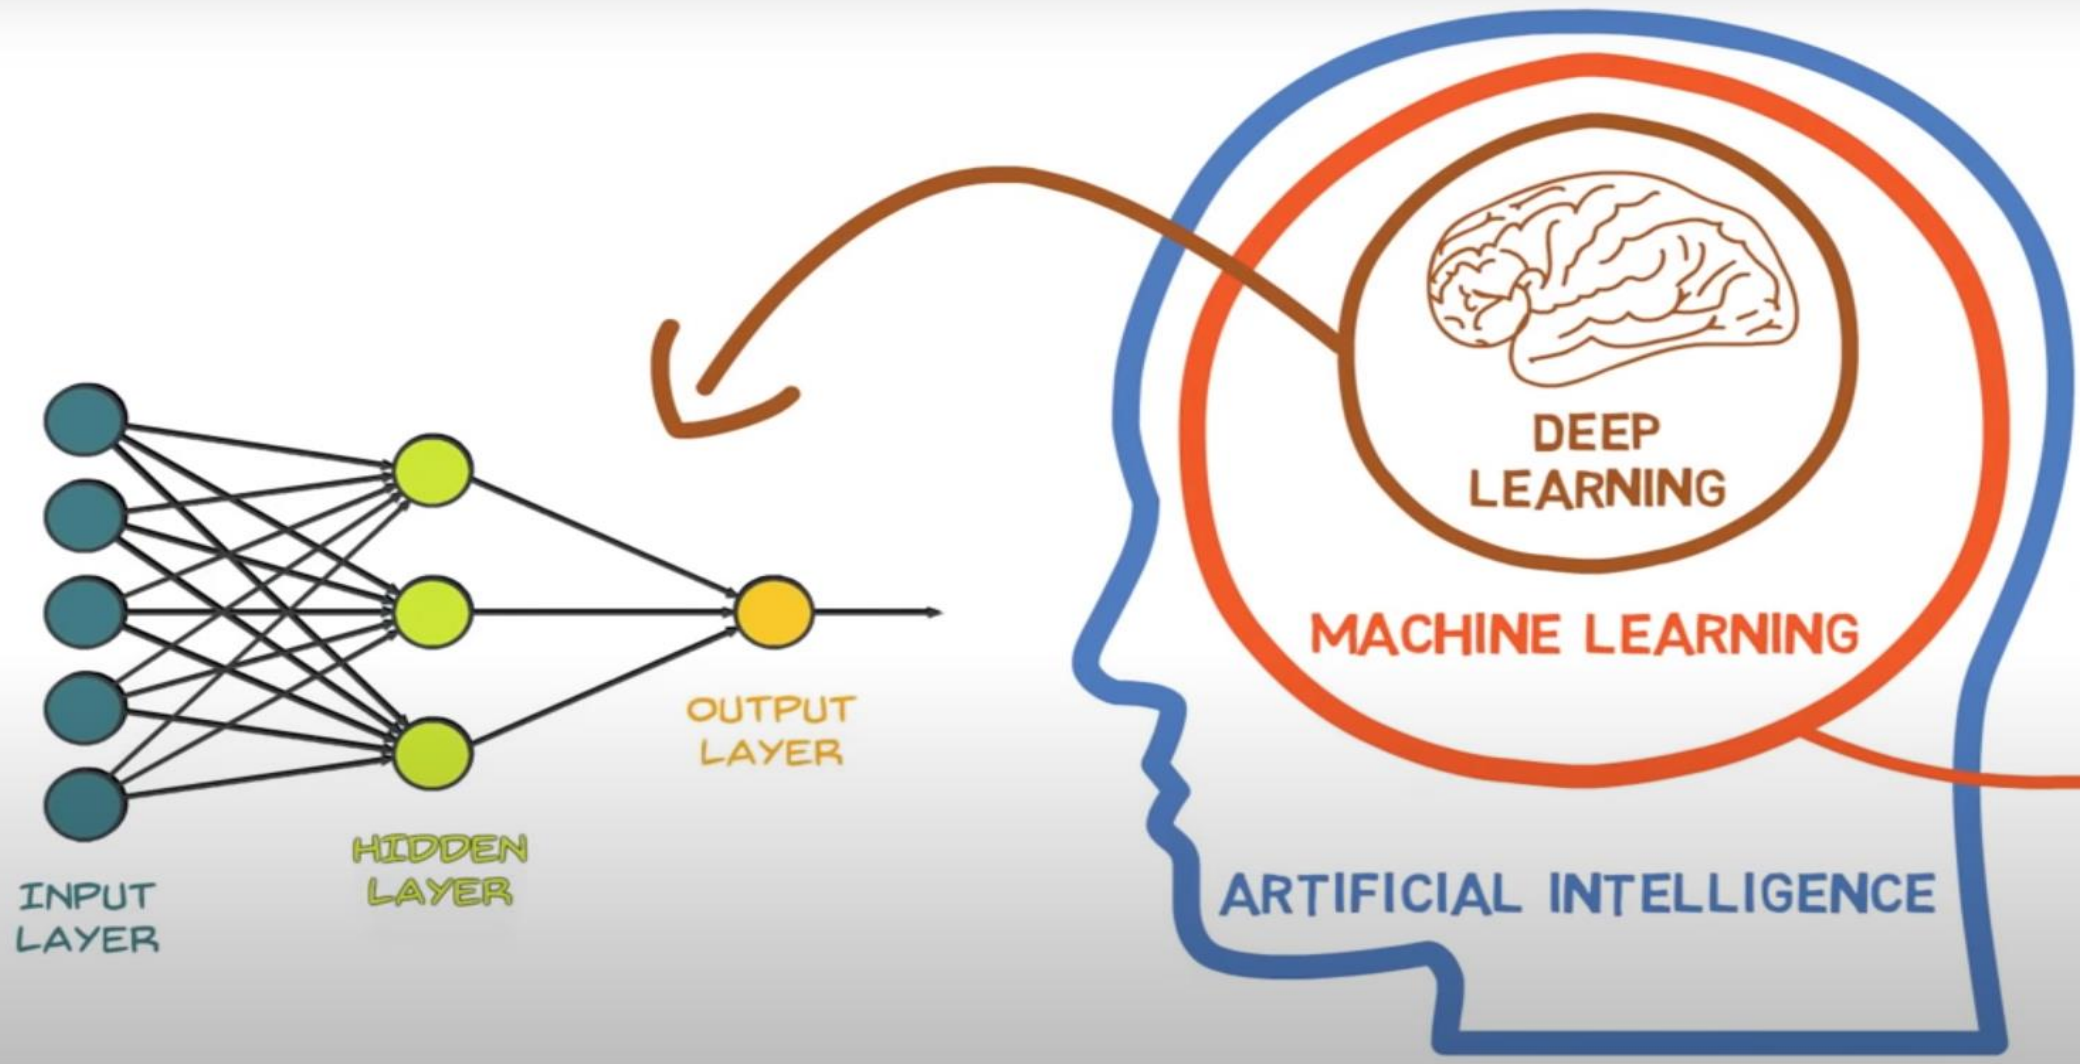 INPUT
LAYER
HIDDEN
LAYER
OUTPUT
LAYER
DEEP
LEARNING
MACHINE LEARNING
ARTIFICIAL INTELLIGENCE